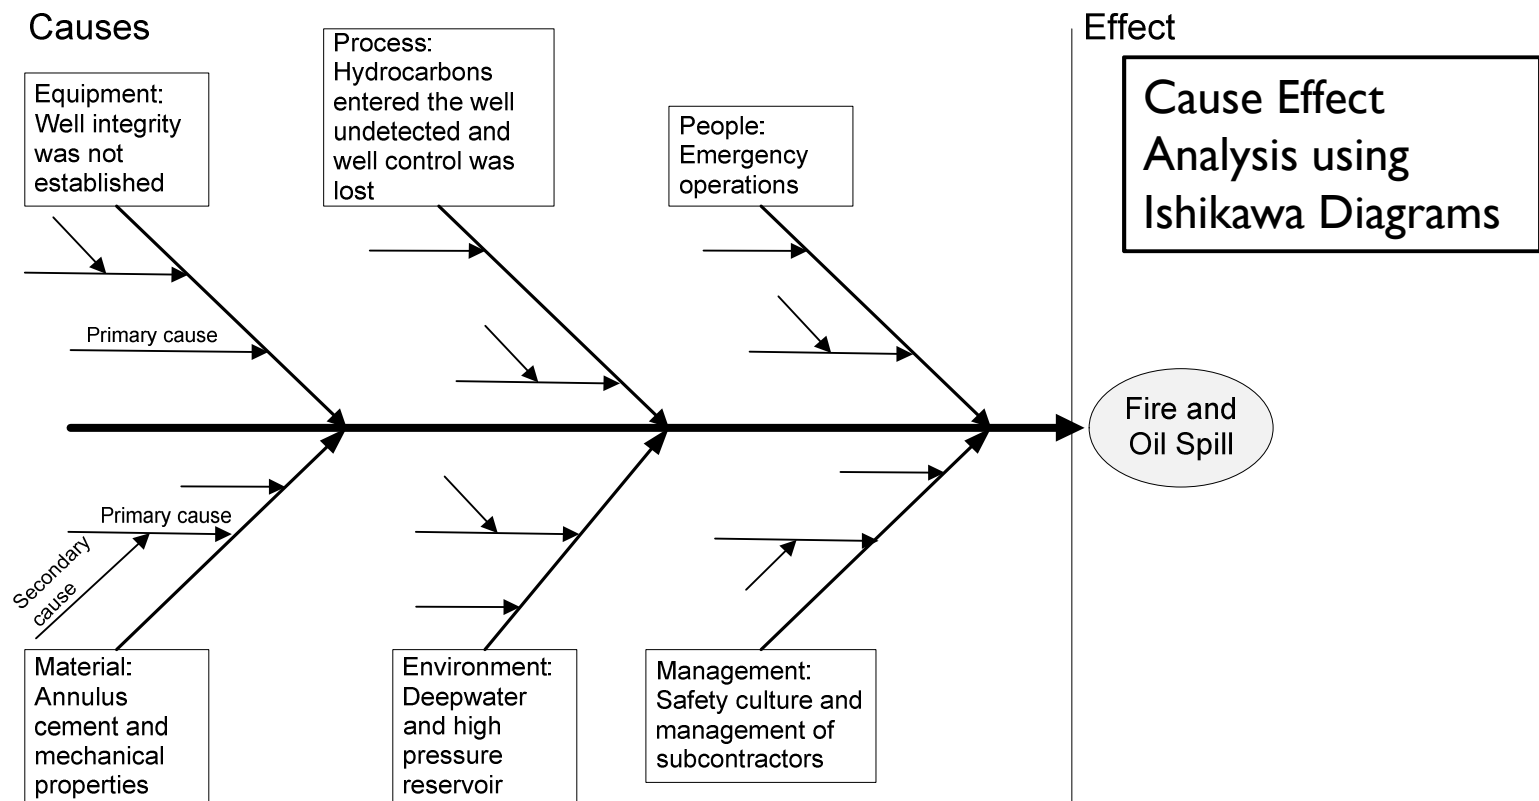 Causes
Effect
Cause Effect
Analysis using
Ishikawa Diagrams
Equipment:
Well integrity
was not
established
Process:
Hydrocarbons
entered the well
undetected and
well control was
lost
People:
Emergency
operations
Primary cause
Fire and
Oil Spill
Primary cause
Secondary
cause
Material:
Annulus
cement and
mechanical
properties
Environment:
Deepwater
and high
pressure
reservoir
Management:
Safety culture and
management of
subcontractors